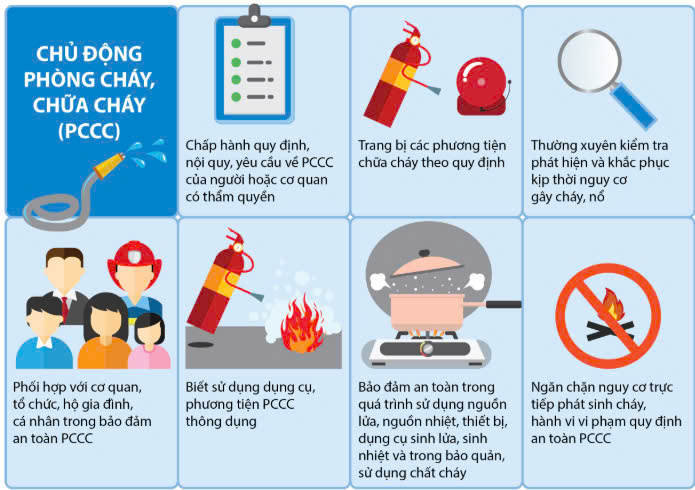 CHỦ ĐỘNG
PHÒNG CHÁY,
CHỮA CHÁY
(PCCC)
Chấp hành quy định,
nội quy, yêu cầu về PCCC
của người hoặc cơ quan
có thẩm quyền
Trang bị các phương tiện
chữa cháy theo quy định
Thường xuyên kiểm tra
phát hiện và khắc phục
kịp thời nguy cơ
gây cháy, nổ
Phối hợp với cơ quan,
tổ chức, hộ gia đình,
cá nhân trong bảo đảm
an toàn PCCC
Biết sử dụng dụng cụ,
phương tiện PCCC
thông dụng
Bảo đảm an toàn trong
quá trình sử dụng nguồn
lửa, nguồn nhiệt, thiết bị,
dụng cụ sinh lửa, sinh
nhiệt và trong bảo quản,
sử dụng chất cháy
Ngăn chặn nguy cơ trực
tiếp phát sinh cháy,
hành vi vi phạm quy định
an toàn PCCC